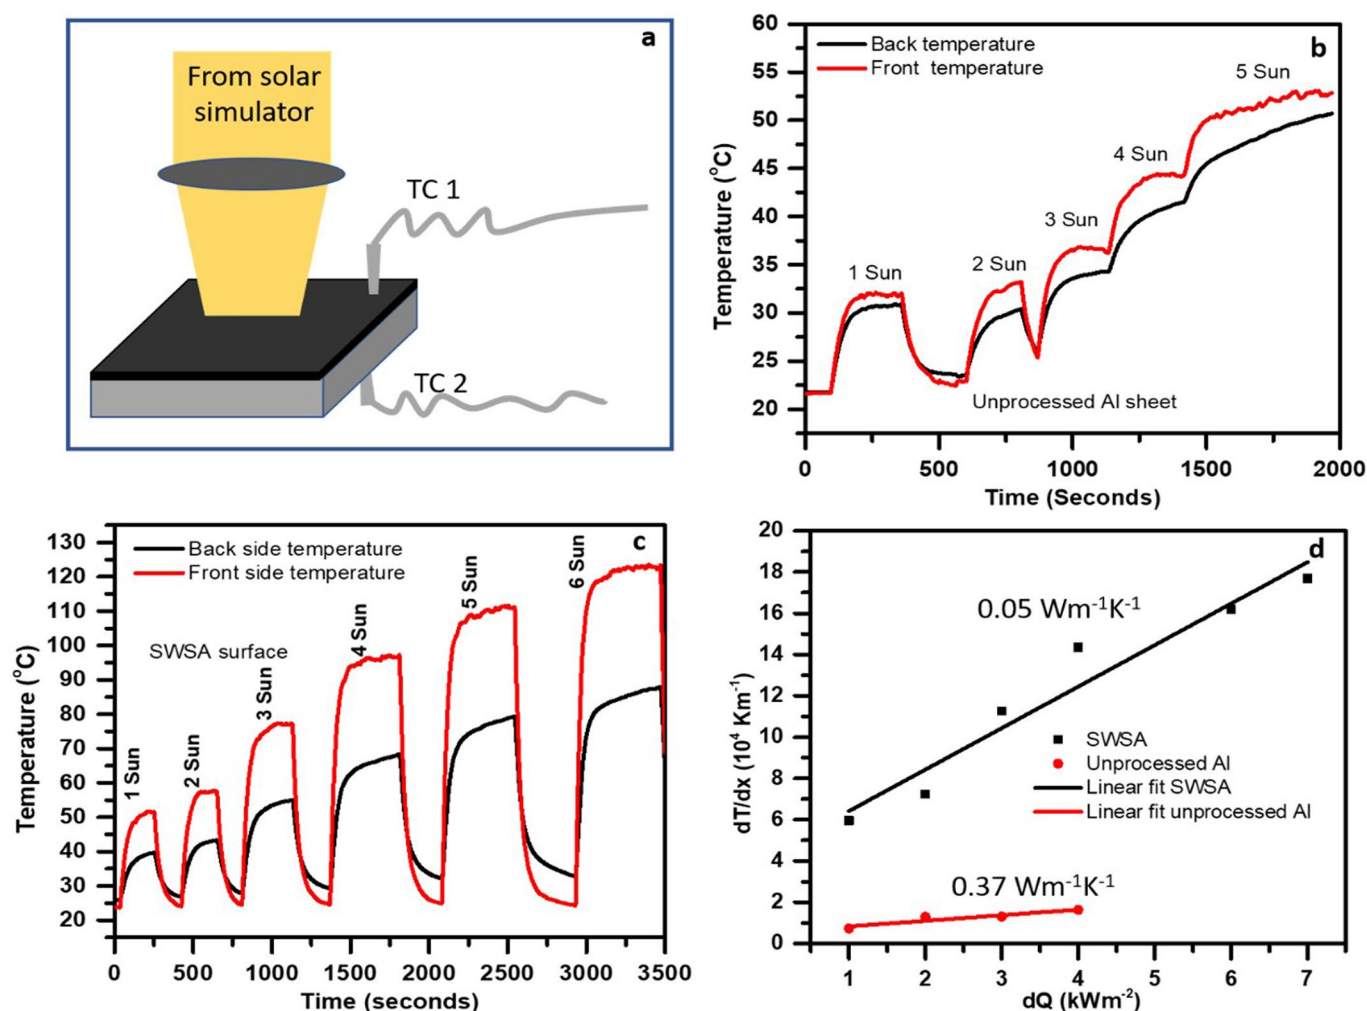 a
From solar
simulator
TC 1
TC 2
b
Back temperature
Front temperature
60
55
50
45
40
35
30
25
20
Temperature (°C)
1 Sun
2 Sun
3 Sun
4 Sun
5 Sun
Unprocessed Al sheet
0 500 1000 1500 2000
Time (Seconds)
c
Back side temperature
Front side temperature
130
120
110
100
90
80
70
60
50
40
30
20
Temperature (°C)
SWSA surface
1 Sun
2 Sun
3 Sun
4 Sun
5 Sun
6 Sun
0 500 1000 1500 2000 2500 3000 3500
Time (seconds)
d
20
18
16
14
12
10
8
6
4
2
0
dT/dx (10⁴ Km⁻¹)
0.05 Wm⁻¹K⁻¹
SWSA
Unprocessed Al
Linear fit SWSA
Linear fit unprocessed Al
0.37 Wm⁻¹K⁻¹
1 2 3 4 5 6 7
dQ (kWm⁻²)